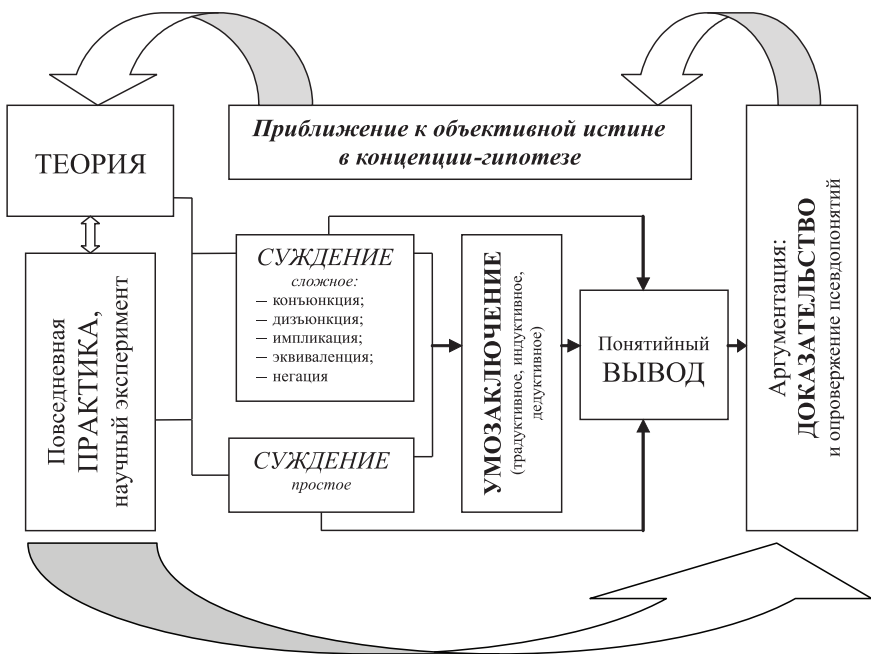 Приближение к объективной истине
в концепции-гипотезе
ТЕОРИЯ
Повседневная
ПРАКТИКА,
научный эксперимент
СУЖДЕНИЕ
сложное:
– конъюнкция;
– дизъюнкция;
– импликация;
– эквиваленция;
– негация
СУЖДЕНИЕ
простое
УМОЗАКЛЮЧЕНИЕ
(традуктивное, индуктивное,
дедуктивное)
Понятийный
ВЫВОД
Аргументация:
ДОКАЗАТЕЛЬСТВО
и опровержение псевдопонятий